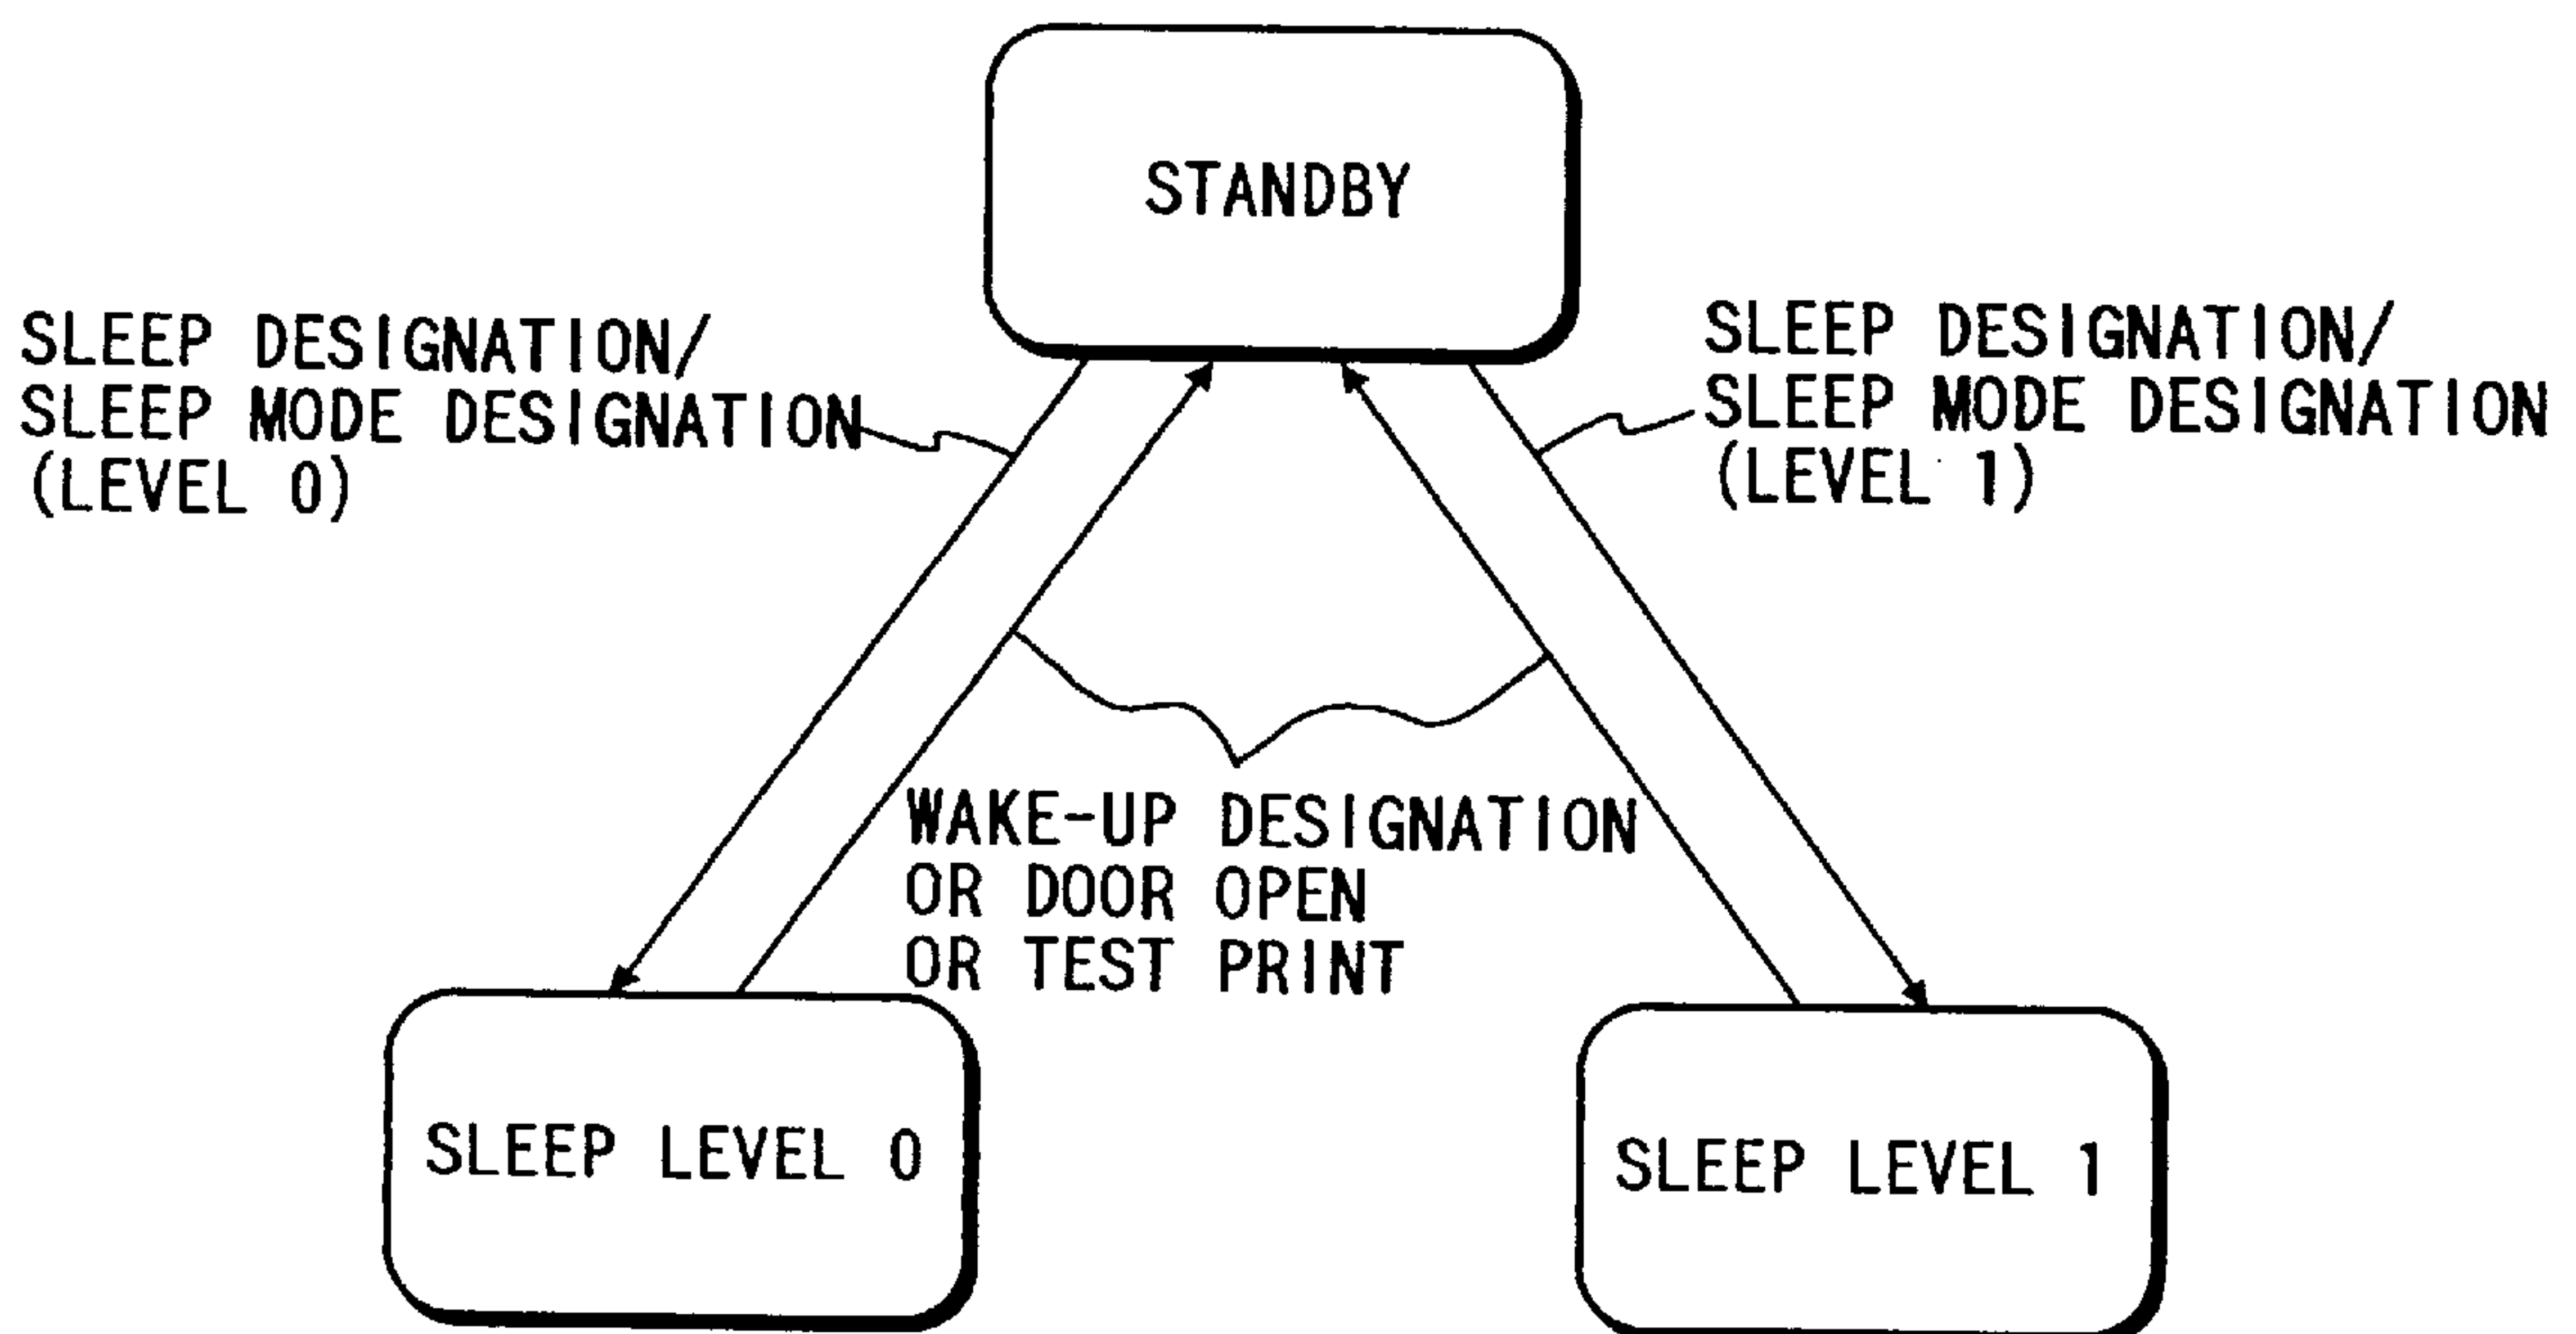 STANDBY
SLEEP DESIGNATION/
SLEEP MODE DESIGNATION
(LEVEL 0)
SLEEP DESIGNATION/
SLEEP MODE DESIGNATION
(LEVEL 1)
WAKE-UP DESIGNATION
OR DOOR OPEN
OR TEST PRINT
SLEEP LEVEL 0
SLEEP LEVEL 1